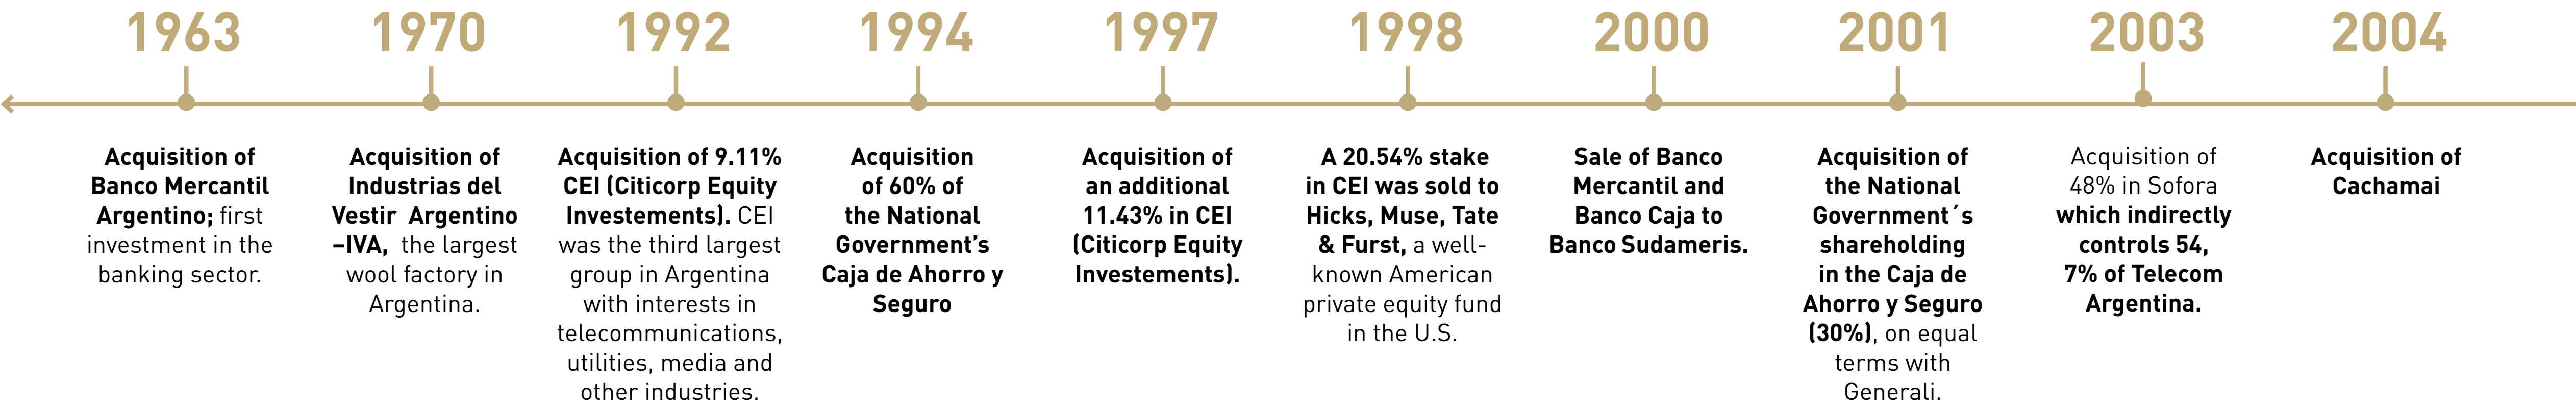 1963
Acquisition of
Banco Mercantil
Argentino; first
investment in the
banking sector.
1970
Acquisition of
Industrias del
Vestir Argentino
–IVA, the largest
wool factory in
Argentina.
1992
Acquisition of 9.11%
CEI (Citicorp Equity
Investements). CEI
was the third largest
group in Argentina
with interests in
telecommunications,
utilities, media and
other industries.
1994
Acquisition
of 60% of
the National
Government’s
Caja de Ahorro y
Seguro
1997
Acquisition of
an additional
11.43% in CEI
(Citicorp Equity
Investements).
1998
A 20.54% stake
in CEI was sold to
Hicks, Muse, Tate
& Furst, a well-
known American
private equity fund
in the U.S.
2000
Sale of Banco
Mercantil and
Banco Caja to
Banco Sudameris.
2001
Acquisition of
the National
Government´s
shareholding
in the Caja de
Ahorro y Seguro
(30%), on equal
terms with
Generali.
2003
Acquisition of
48% in Sofora
which indirectly
controls 54,
7% of Telecom
Argentina.
2004
Acquisition of
Cachamai